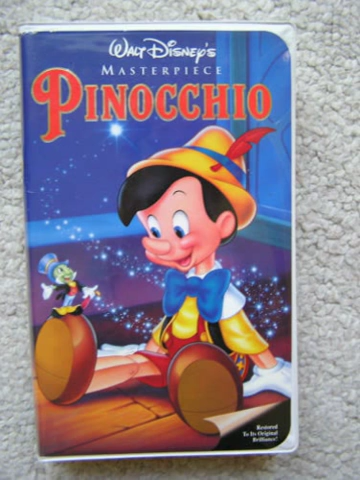 Walt Disney's
MASTERPIECE
PINOCCHIO
Restored
To Its Original
Brilliance!